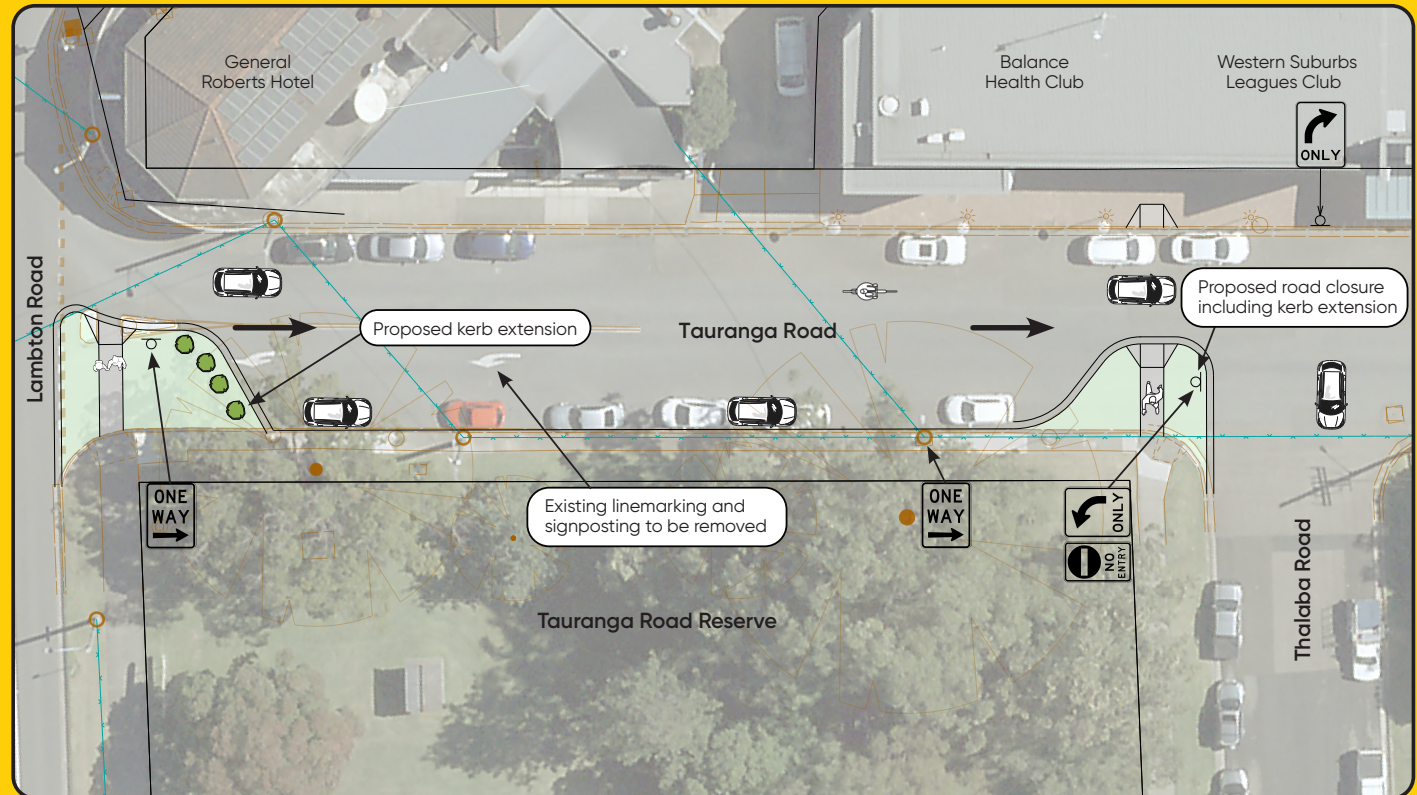 General
Roberts Hotel
Balance
Health Club
Western Suburbs
Leagues Club
ONLY
Lambton Road
Proposed kerb extension
Tauranga Road
Proposed road closure
including kerb extension
ONE
WAY
Existing linemarking and
signposting to be removed
ONE
WAY
ONLY
NO
ENTRY
Tauranga Road Reserve
Thalaba Road